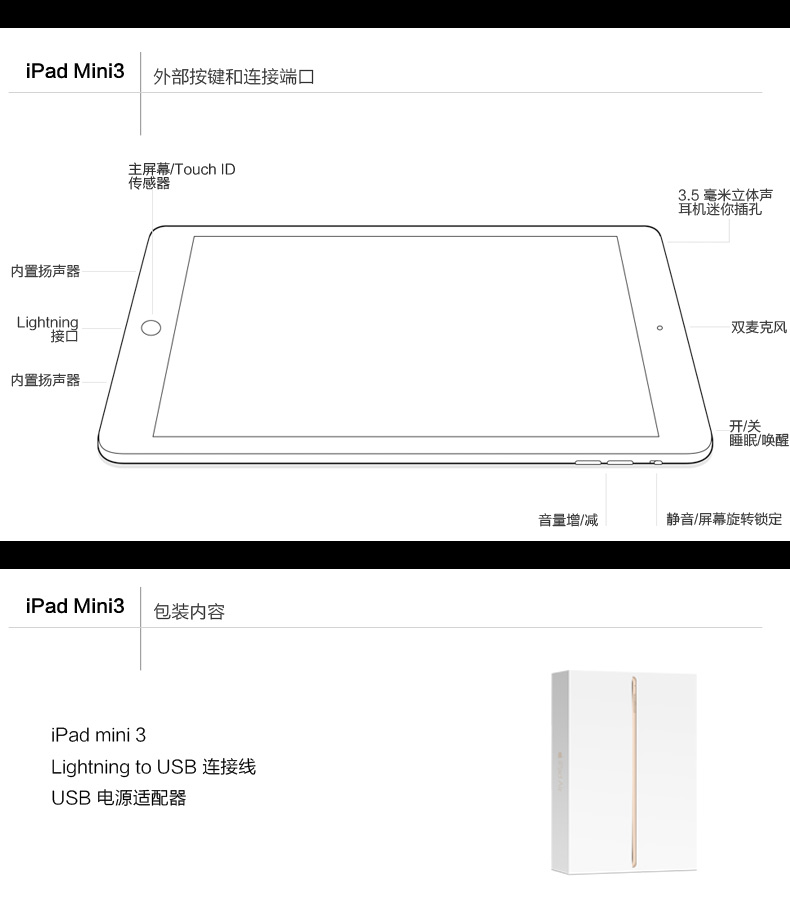 iPad Mini3
外部按键和连接端口
主屏幕/Touch ID
传感器
3.5 毫米立体声
耳机迷你插孔
内置扬声器
Lightning
接口
双麦克风
内置扬声器
开/关
睡眠/唤醒
音量增/减
静音/屏幕旋转锁定
iPad Mini3
包装内容
iPad mini 3
Lightning to USB 连接线
USB 电源适配器